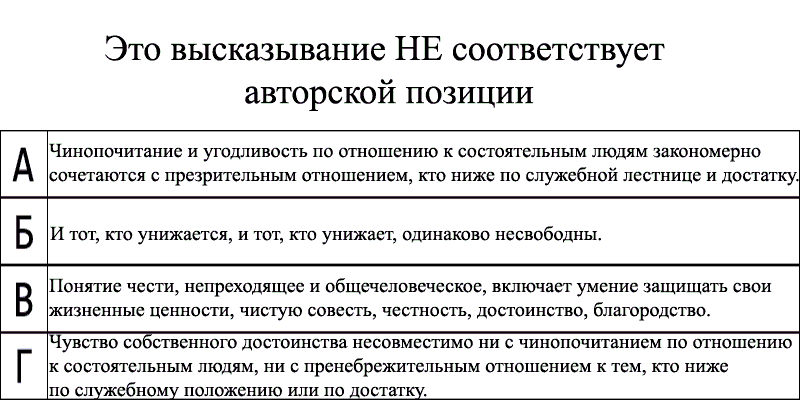 Это высказывание НЕ соответствует
авторской позиции
А
Чинопочитание и угодливость по отношению к состоятельным людям закономерно
сочетаются с презрительным отношением, кто ниже по служебной лестнице и достатку.
Б
И тот, кто унижается, и тот, кто унижает, одинаково несвободны.
В
Понятие чести, непреходящее и общечеловеческое, включает умение защищать свои
жизненные ценности, чистую совесть, честность, достоинство, благородство.
Г
Чувство собственного достоинства несовместимо ни с чинопочитанием по отношению
к состоятельным людям, ни с пренебрежительным отношением к тем, кто ниже
по служебному положению или по достатку.